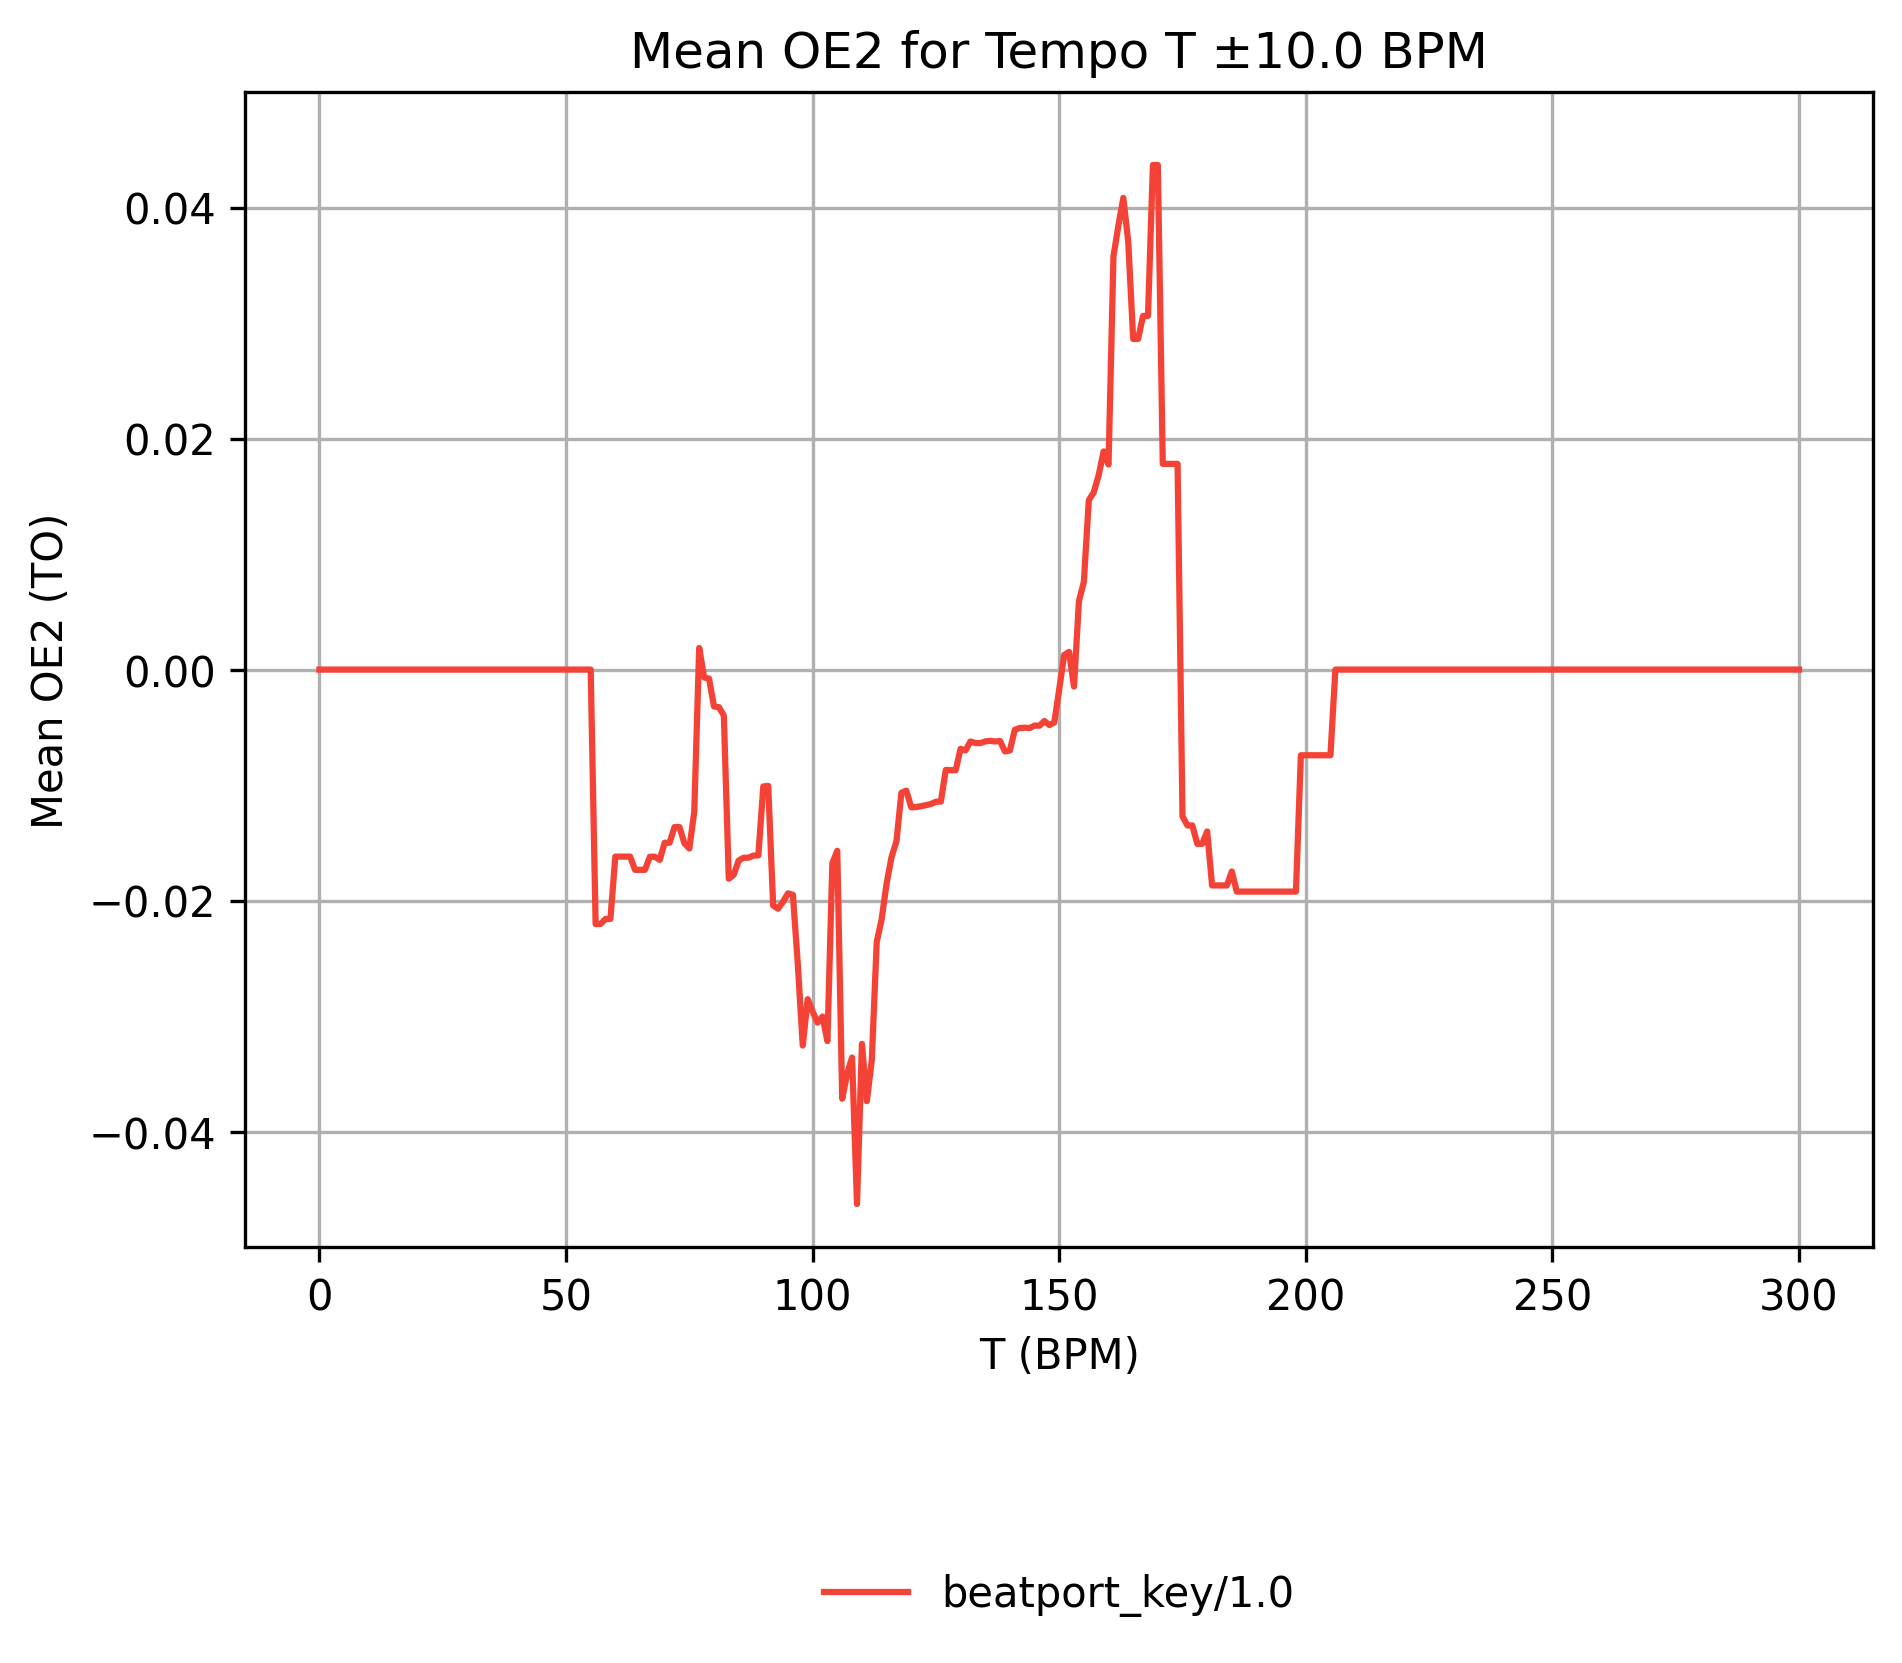 Mean OE2 for Tempo T ±10.0 BPM
Mean OE2 (TO)
0.04
0.02
0.00
−0.02
−0.04
0 50 100 150 200 250 300
T (BPM)
beatport_key/1.0